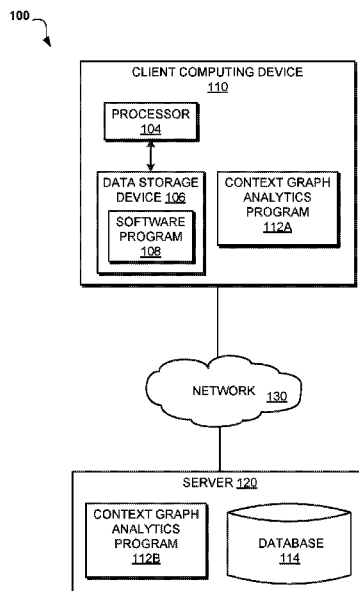 100
CLIENT COMPUTING DEVICE
110
PROCESSOR
104
DATA STORAGE
DEVICE 106
SOFTWARE
PROGRAM
108
CONTEXT GRAPH
ANALYTICS
PROGRAM
112A
NETWORK 130
SERVER 120
CONTEXT GRAPH
ANALYTICS
PROGRAM
112B
DATABASE
114